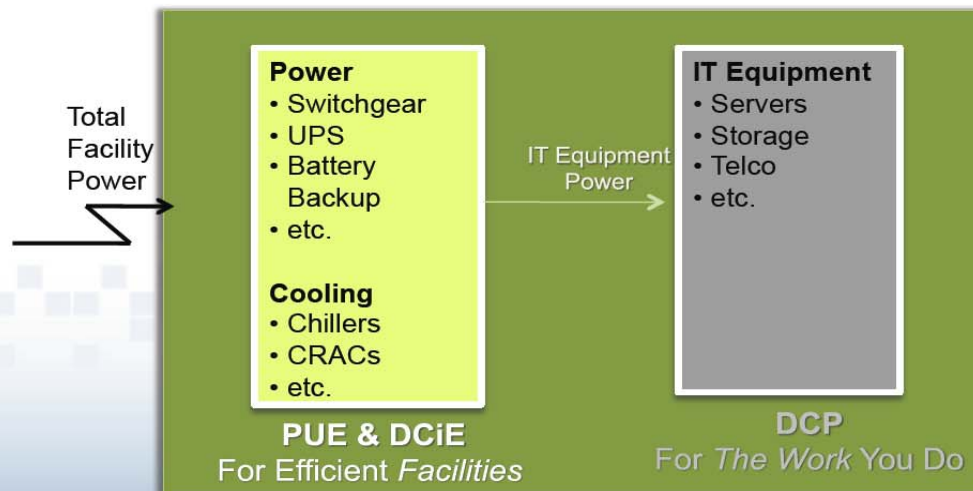 Total
Facility
Power
Power
• Switchgear
• UPS
• Battery
Backup
• etc.
Cooling
• Chillers
• CRACs
• etc.
PUE & DCiE
For Efficient Facilities
IT Equipment
Power
IT Equipment
• Servers
• Storage
• Telco
• etc.
DCP
For The Work You Do